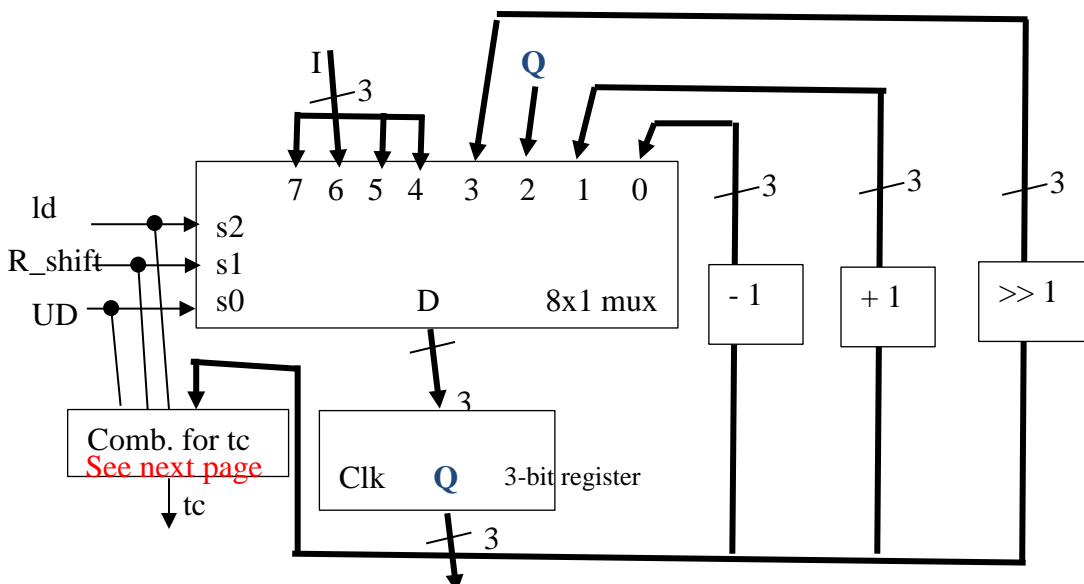 I
3
Q
7 6 5 4 3 2 1 0
3
3
3
ld
s2
R_shift
s1
UD
s0
D
8x1 mux
- 1
+ 1
>> 1
3
Comb. for tc
See next page
tc
Clk
Q
3-bit register
3